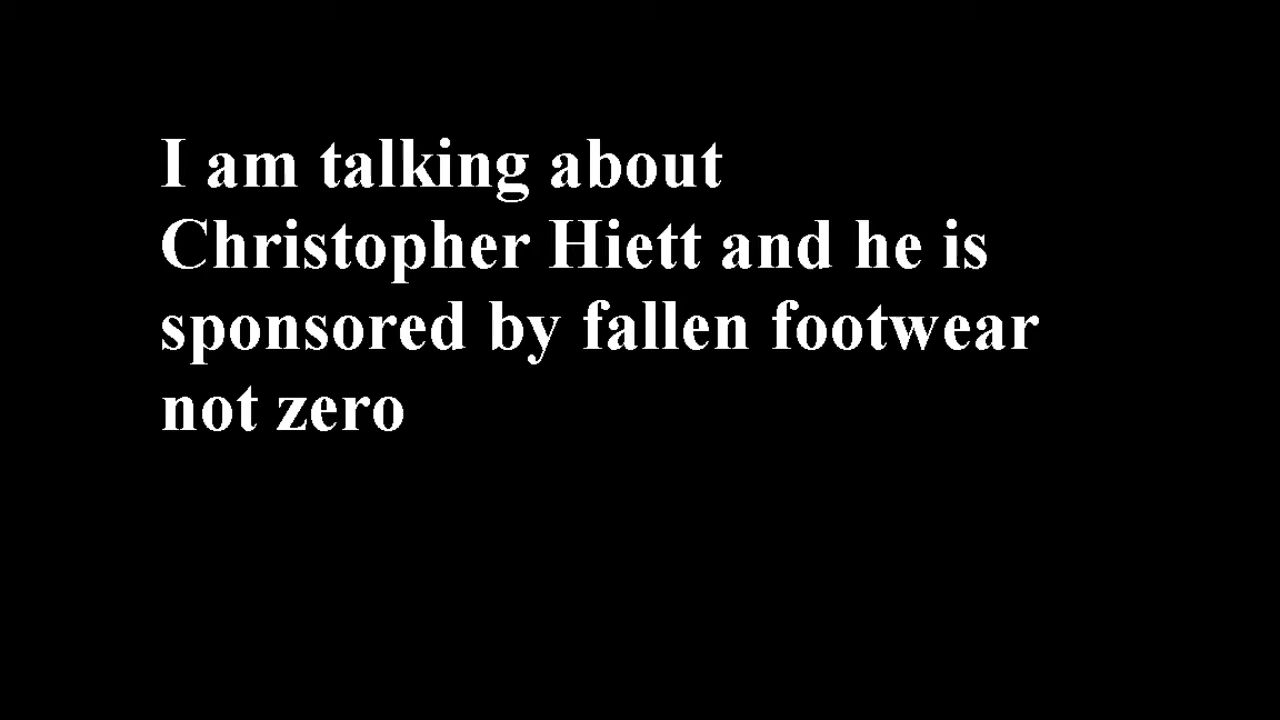 I am talking about
Christopher Hiett and he is
sponsored by fallen footwear
not zero